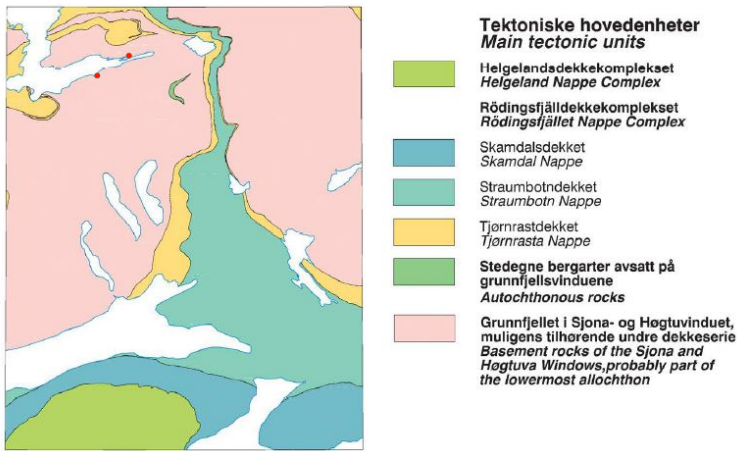 Tektoniske hovedenheter
Main tectonic units
Helgelandsdekkekomplekset
Helgeland Nappe Complex
Rödingsfjälldekkekomplekset
Rödingsfjället Nappe Complex
Skamdalsdekket
Skamdal Nappe
Straumbotndekket
Straumbotn Nappe
Tjørnrastdekket
Tjørnrasta Nappe
Stedegne bergarter avsatt på
grunnfjellsvinduene
Autochthonous rocks
Grunnfjellet i Sjona- og Høgtuvinduet,
muligens tilhørende undre dekkeserie
Basement rocks of the Sjona and
Høgtuva Windows,probably part of
the lowermost allochthon